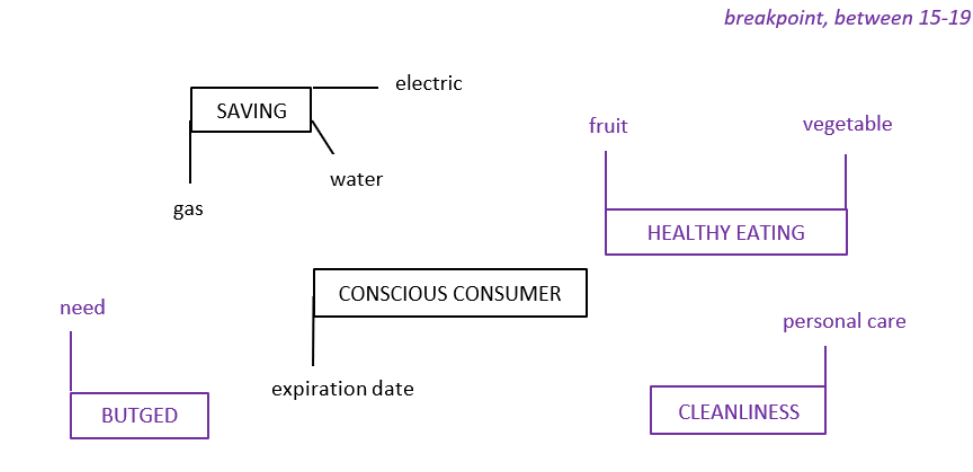 breakpoint, between 15-19
electric
SAVING
fruit
vegetable
water
gas
HEALTHY EATING
CONSCIOUS CONSUMER
need
personal care
expiration date
BUTGED
CLEANLINESS